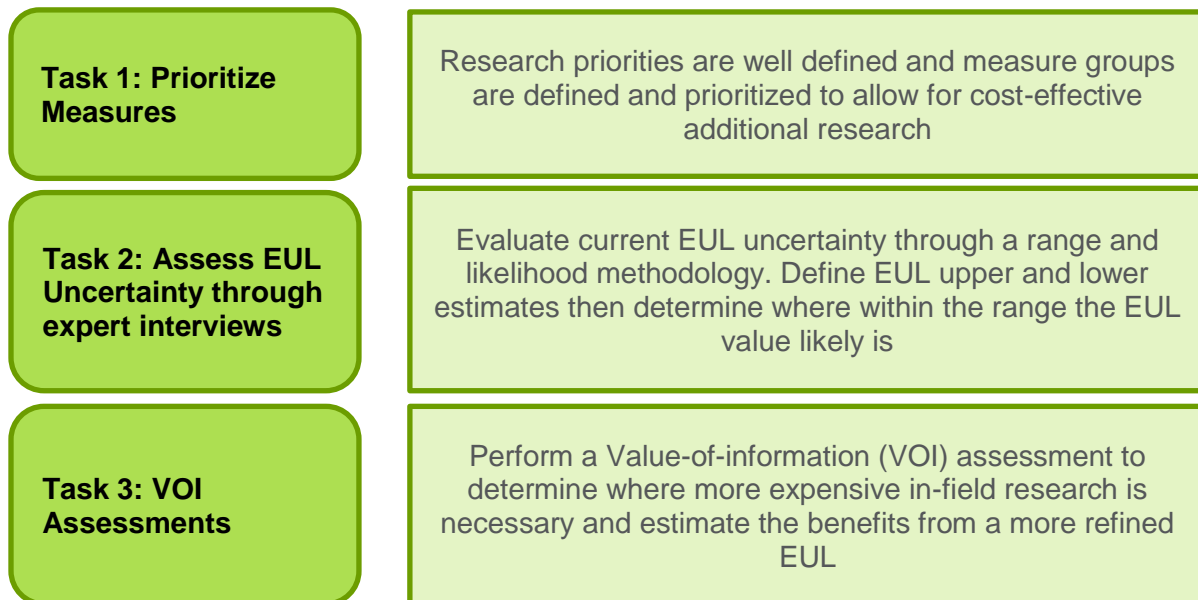 Task 1: Prioritize
Measures
Research priorities are well defined and measure groups
are defined and prioritized to allow for cost-effective
additional research
Task 2: Assess EUL
Uncertainty through
expert interviews
Evaluate current EUL uncertainty through a range and
likelihood methodology. Define EUL upper and lower
estimates then determine where within the range the EUL
value likely is
Task 3: VOI
Assessments
Perform a Value-of-information (VOI) assessment to
determine where more expensive in-field research is
necessary and estimate the benefits from a more refined
EUL